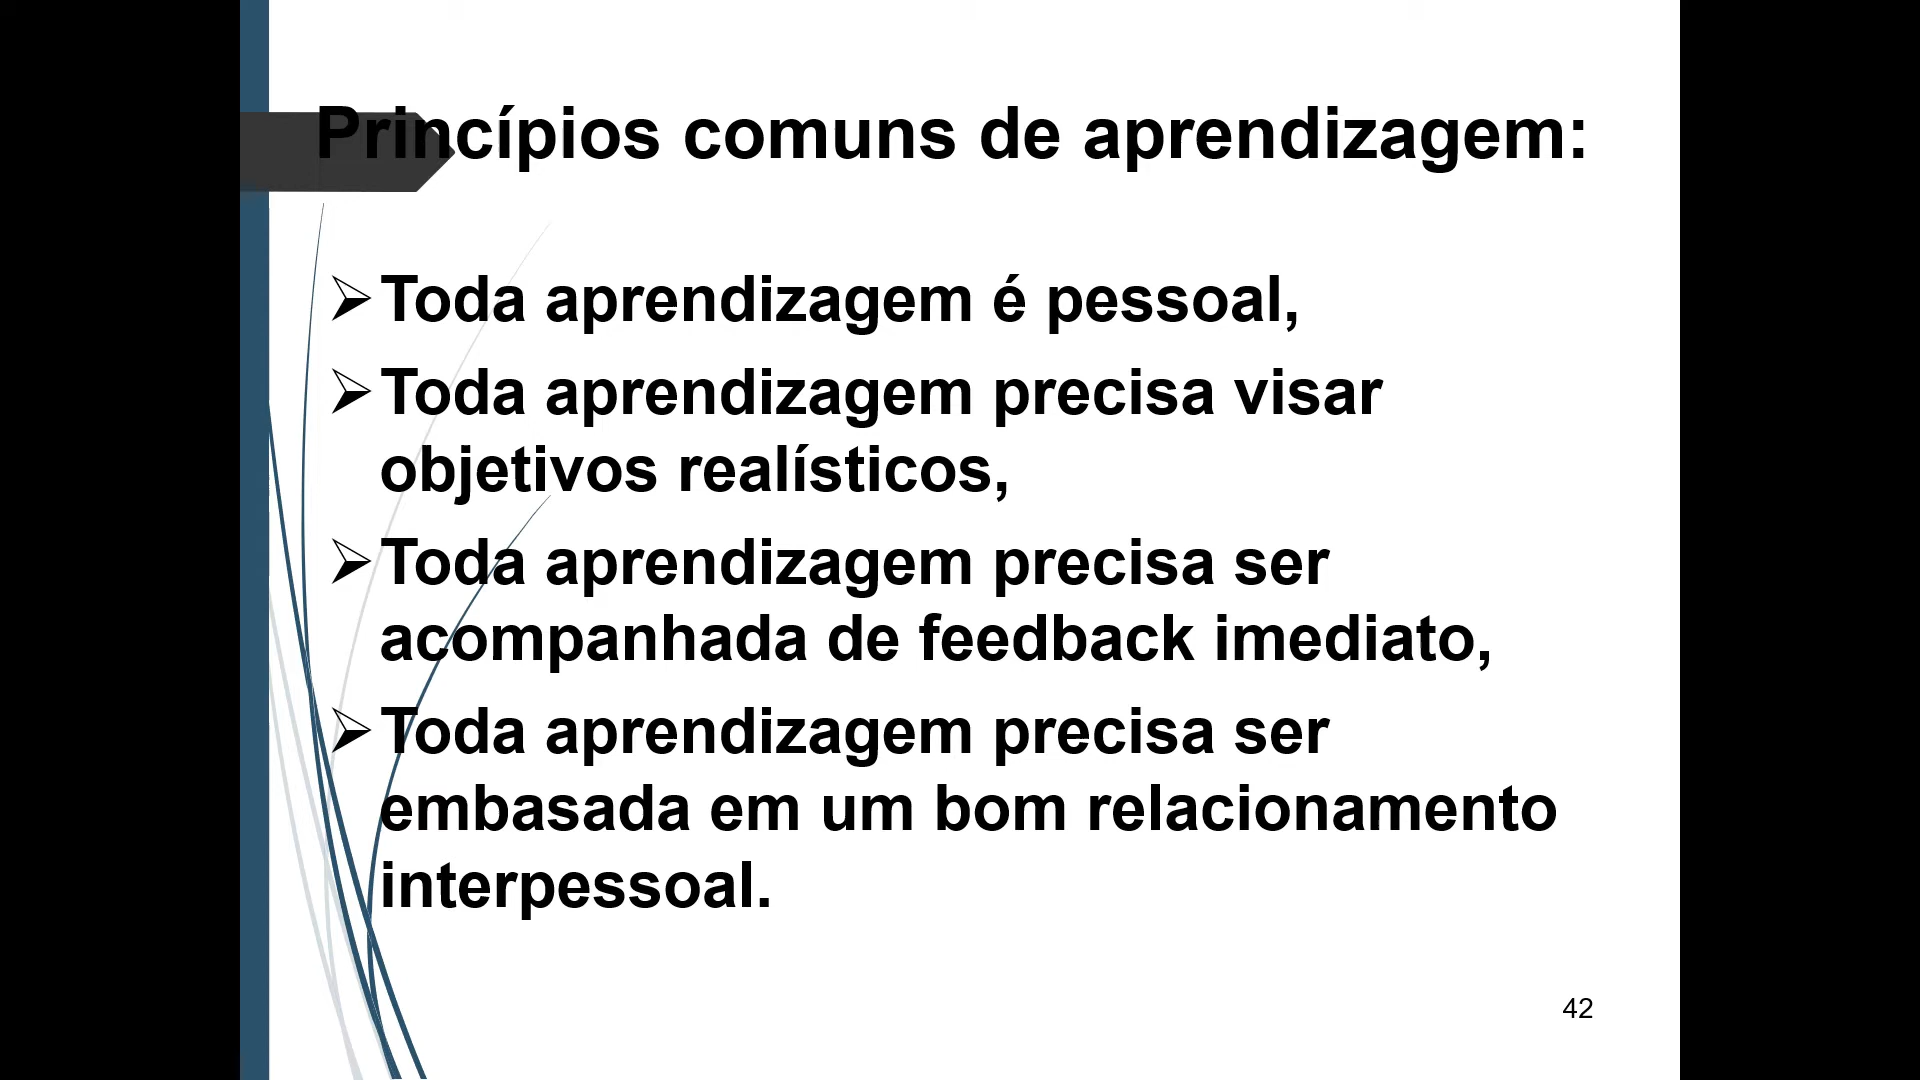 Princípios comuns de aprendizagem:
Toda aprendizagem é pessoal,
Toda aprendizagem precisa visar
objetivos realísticos,
Toda aprendizagem precisa ser
acompanhada de feedback imediato,
Toda aprendizagem precisa ser
embasada em um bom relacionamento
interpessoal.
42